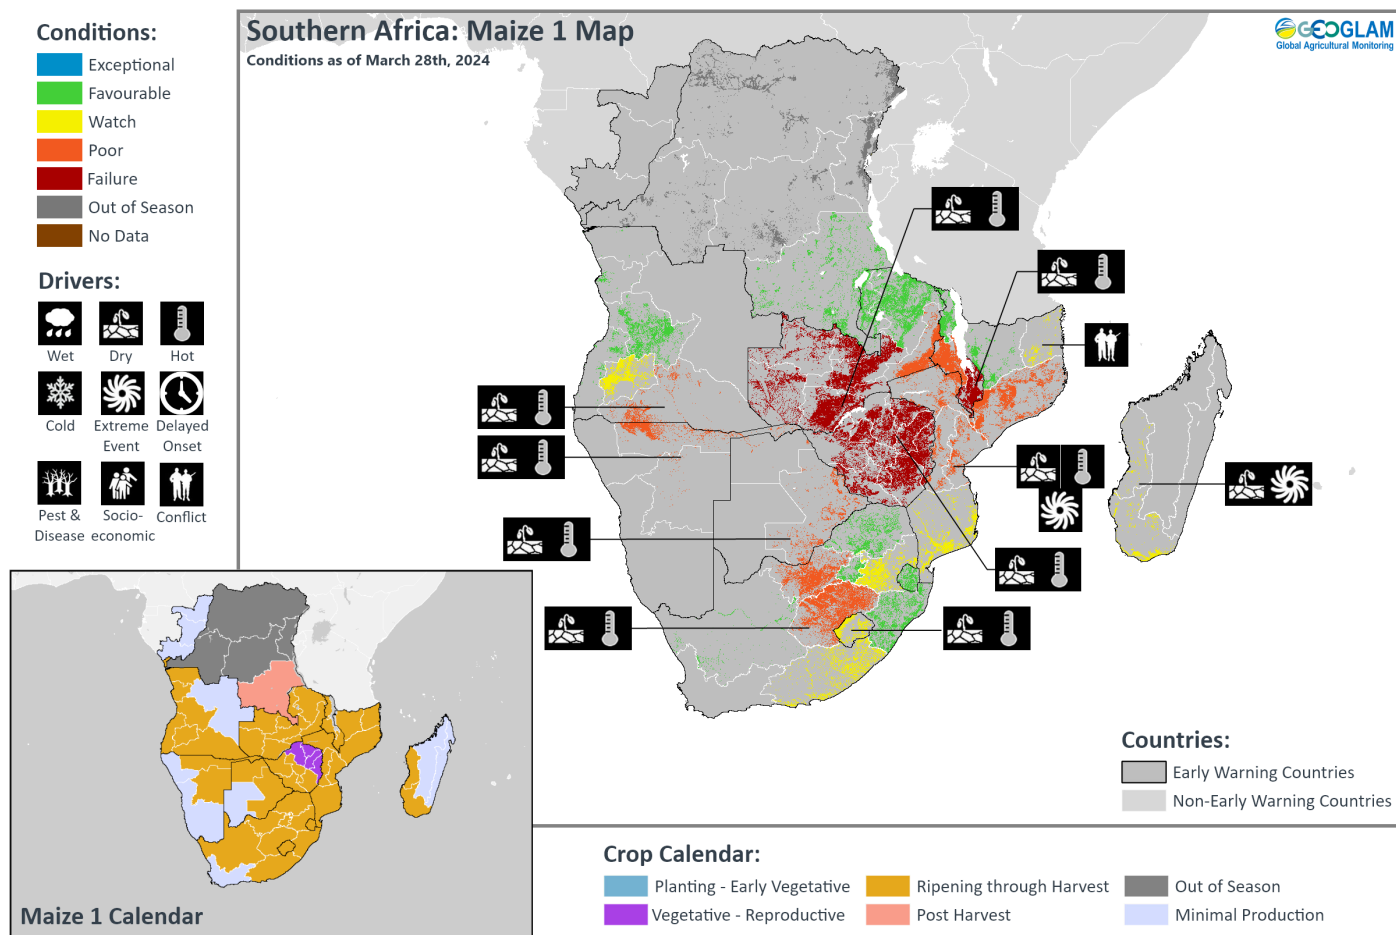 Conditions:
Exceptional
Favourable
Watch
Poor
Failure
Out of Season
No Data
Drivers:
Wet Dry Hot
Cold Extreme Delayed
Event Onset
Pest & Socio- Conflict
Disease economic
Southern Africa: Maize 1 Map
Conditions as of March 28th, 2024
GEOGLAM
Global Agricultural Monitoring
Countries:
Early Warning Countries
Non-Early Warning Countries
Maize 1 Calendar
Crop Calendar:
Planting - Early Vegetative Ripening through Harvest Out of Season
Vegetative - Reproductive Post Harvest Minimal Production